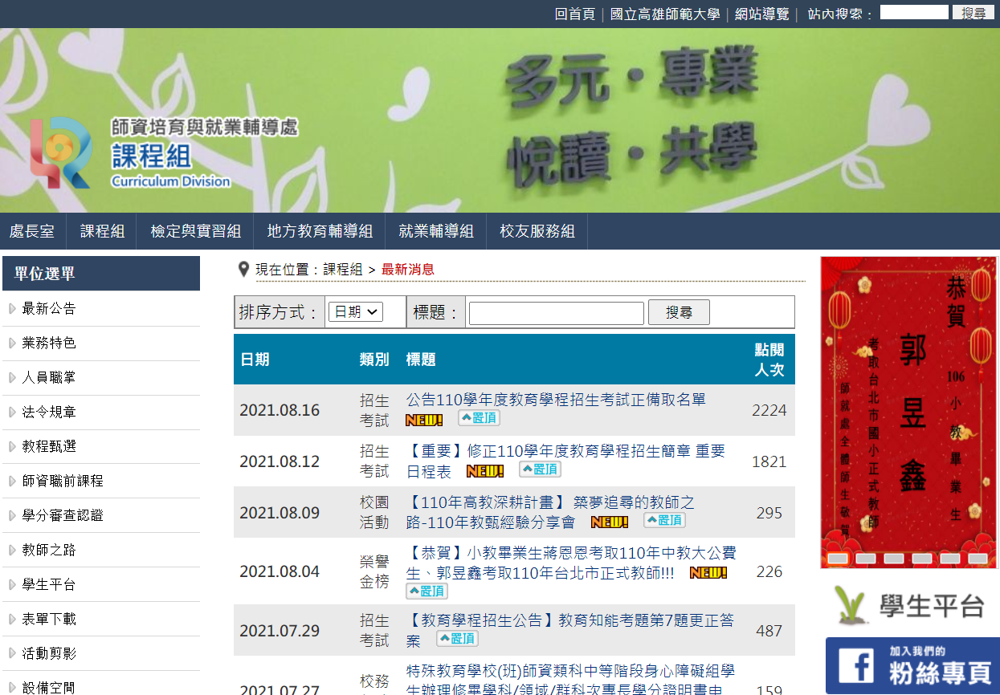 回首頁 | 國立高雄師範大學 | 網站導覽 | 站內搜索： 搜尋
多元・專業
悅讀・共學
師資培育與就業輔導處
課程組
Curriculum Division
處長室 課程組 檢定與實習組 地方教育輔導組 就業輔導組 校友服務組
單位選單
最新公告
業務特色
人員職掌
法令規章
教程甄選
師資職前課程
學分審查認證
教師之路
學生平台
表單下載
活動剪影
設備空間
現在位置：課程組 > 最新消息
排序方式： 日期 標題： 搜尋
日期 類別 標題 點閱人次
2021.08.16 招生考試 公告110學年度教育學程招生考試正備取名單 2224
NEW! 置頂
2021.08.12 招生考試 【重要】修正110學年度教育學程招生簡章 重要 1821
日程表 NEW! 置頂
2021.08.09 校園活動 【110年高教深耕計畫】 築夢追尋的教師之 295
路-110年教甄經驗分享會 NEW! 置頂
2021.08.04 榮譽金榜 【恭賀】小教畢業生蔣恩恩考取110年中教大公費 226
生、郭昱鑫考取110年台北市正式教師!!! NEW!
置頂
2021.07.29 招生考試 【教育學程招生公告】教育知能考題第7題更正答 487
案 置頂
2021.07.27 校務 特殊教育學校(班)師資類科中等階段身心障礙組學 159
生辦理修畢學科/領域/群科次專長學分證明書申
恭賀
106小教畢業生
郭昱鑫
考取台北市國小正式教師
師就處全體師生敬賀
學生平台
加入我們的
粉絲專頁